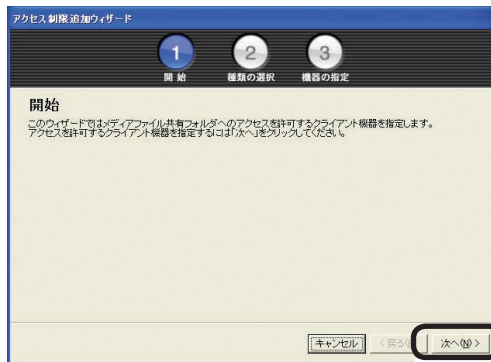 アクセス制限追加ウィザード
1 2 3
開 始 種類の選択 機器の指定
開始
このウィザードではメディアファイル共有フォルダへのアクセスを許可するクライアント機器を指定します。
アクセスを許可するクライアント機器を指定するには「次へ」をクリックしてください。
キャンセル <戻る 次へ(N) >